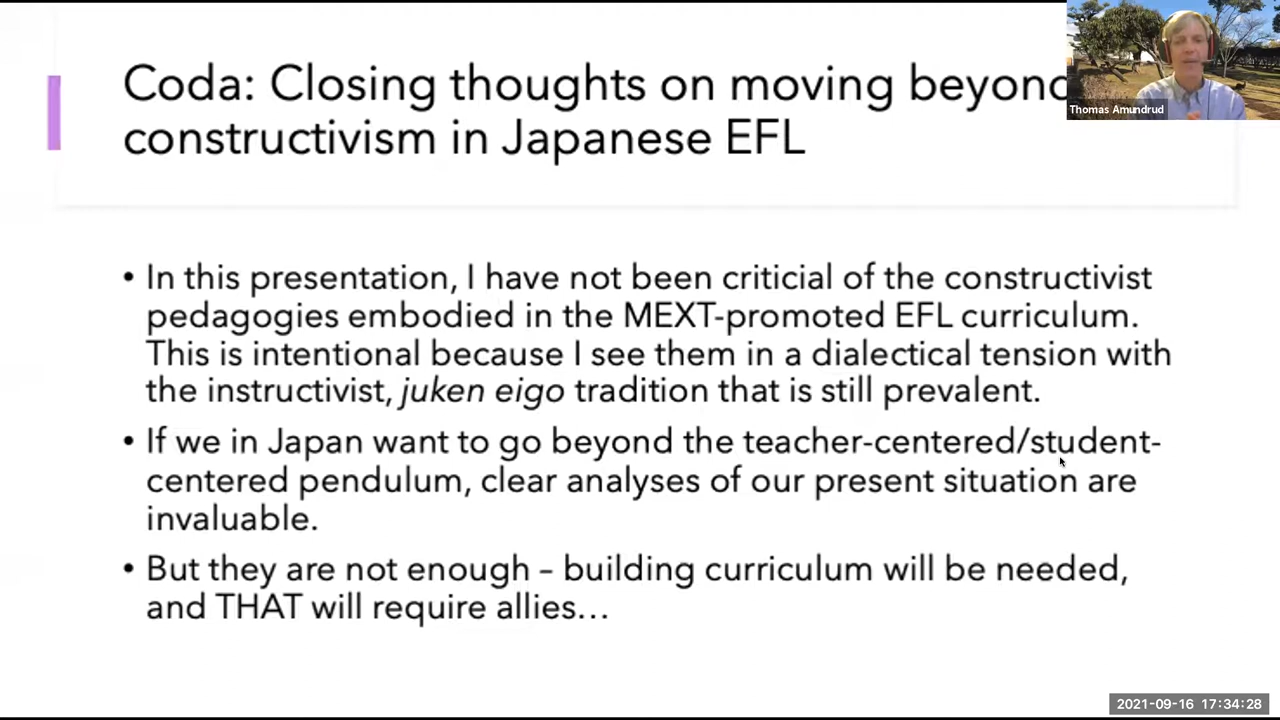 Coda: Closing thoughts on moving beyond
constructivism in Japanese EFL
Thomas Amundrud
• In this presentation, I have not been criticial of the constructivist
pedagogies embodied in the MEXT-promoted EFL curriculum.
This is intentional because I see them in a dialectical tension with
the instructivist, juken eigo tradition that is still prevalent.
• If we in Japan want to go beyond the teacher-centered/student-
centered pendulum, clear analyses of our present situation are
invaluable.
• But they are not enough – building curriculum will be needed,
and THAT will require allies…
2021-09-16 17:34:28